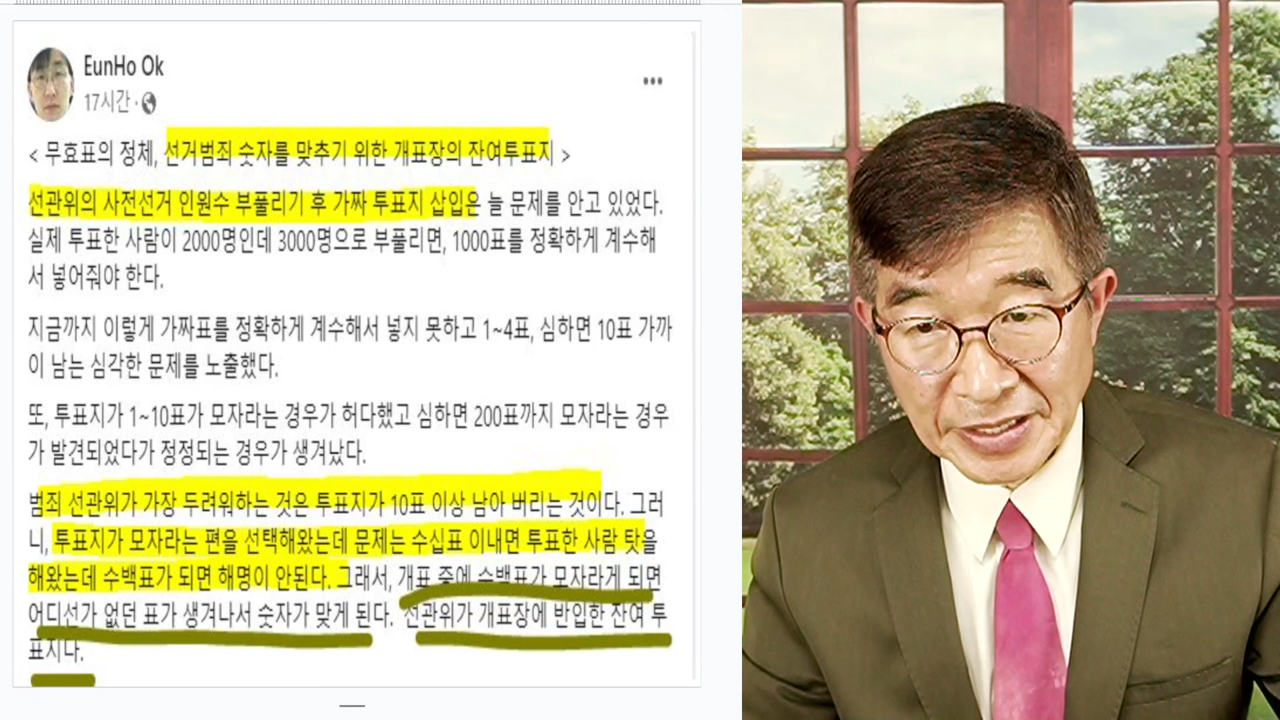 EunHo Ok
17시간 ·
< 무효표의 정체, 선거범죄 숫자를 맞추기 위한 개표장의 잔여투표지 >
선관위의 사전선거 인원수 부풀리기 후 가짜 투표지 삽입은 늘 문제를 안고 있었다.
실제 투표한 사람이 2000명인데 3000명으로 부풀리면, 1000표를 정확하게 계수해
서 넣어줘야 한다.
지금까지 이렇게 가짜표를 정확하게 계수해서 넣지 못하고 1~4표, 심하면 10표 가까
이 남는 심각한 문제를 노출했다.
또, 투표지가 1~10표가 모자라는 경우가 허다했고 심하면 200표까지 모자라는 경우
가 발견되었다가 정정되는 경우가 생겨났다.
범죄 선관위가 가장 두려워하는 것은 투표지가 10표 이상 남아 버리는 것이다. 그러
니, 투표지가 모자라는 편을 선택해왔는데 문제는 수십표 이내면 투표한 사람 탓을
해왔는데 수백표가 되면 해명이 안된다. 그래서, 개표 중에 수백표가 모자라게 되면
어디선가 없던 표가 생겨나서 숫자가 맞게 된다. 선관위가 개표장에 반입한 잔여 투
표지다.